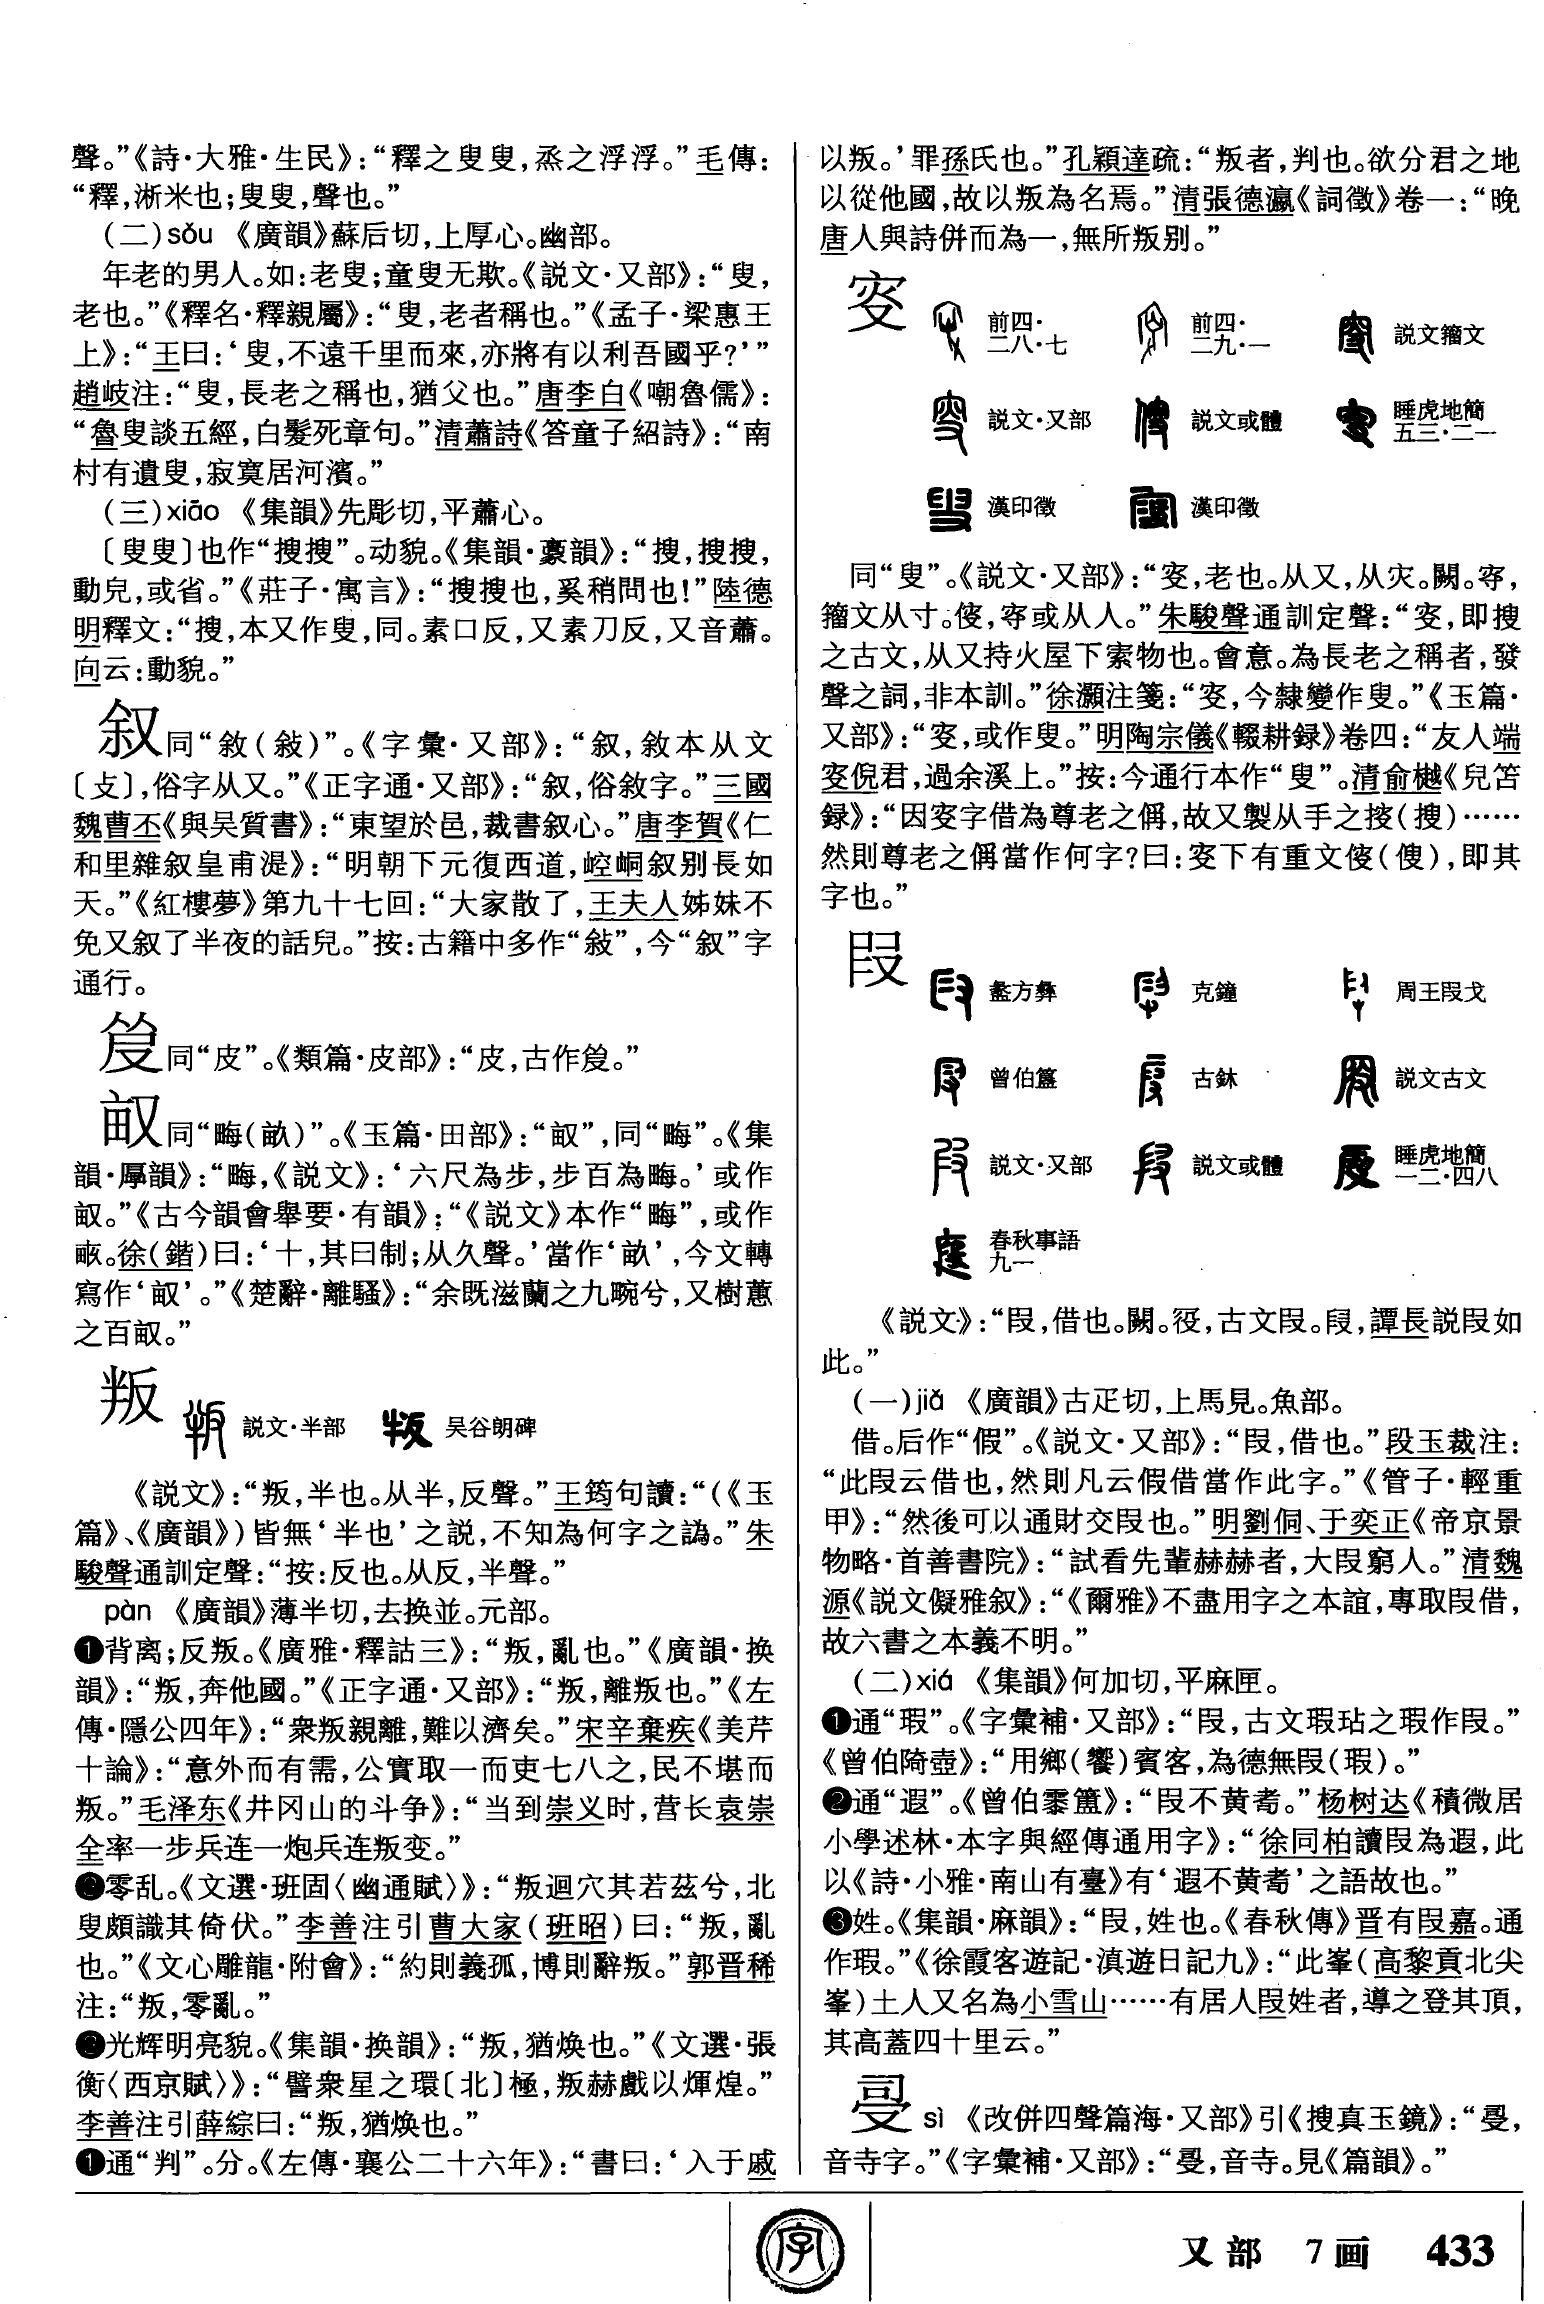 聲。”《詩·大雅·生民》：“釋之叟叟，烝之浮浮。”毛傳：
“釋，淅米也；叟叟，聲也。”
（二）sǒu 《廣韻》蘇后切，上厚心。幽部。
年老的男人。如：老叟；童叟无欺。《説文·又部》：“叟，
老也。”《釋名·釋親屬》：“叟，老者稱也。”《孟子·梁惠王
上》：“王曰：‘叟，不遠千里而來，亦將有以利吾國乎？’”
趙岐注：“叟，長老之稱也，猶父也。”唐李白《嘲魯儒》：
“魯叟談五經，白髮死章句。”清蕭詩《答童子紹詩》：“南
村有遺叟，寂寞居河濱。”
（三）xiāo 《集韻》先彫切，平蕭心。
〔叟叟〕也作“搜搜”。动貌。《集韻·豪韻》：“搜，搜搜，
動皃，或省。”《莊子·寓言》：“搜搜也，奚稍問也！”陸德
明釋文：“搜，本又作叟，同。素口反，又素刀反，又音蕭。
向云：動貌。”
叙同“敘（敍）”。《字彙·又部》：“叙，敘本从文
〔攴〕，俗字从又。”《正字通·又部》：“叙，俗敘字。”三國
魏曹丕《與吴質書》：“東望於邑，裁書叙心。”唐李賀《仁
和里雜叙皇甫湜》：“明朝下元復西道，崆峒叙别長如
天。”《紅樓夢》第九十七回：“大家散了，王夫人姊妹不
免又叙了半夜的話兒。”按：古籍中多作“敍”，今“叙”字
通行。
同“皮”。《類篇·皮部》：“皮，古作。”
𠭇同“畮（畝）”。《玉篇·田部》：“𠭇”，同“畮”。《集
韻·厚韻》：“畮，《説文》：‘六尺為步，步百為畮。’或作
𠭇。”《古今韻會舉要·有韻》：“《説文》本作“畮”，或作
畞。徐（鍇）曰：‘十，其曰制；从久聲。’當作‘畝’，今文轉
寫作‘𠭇’。”《楚辭·離騷》：“余既滋蘭之九畹兮，又樹蕙
之百𠭇。”
叛 説文·半部 吴谷朗碑
《説文》：“叛，半也。从半，反聲。”王筠句讀：“（《玉
篇》、《廣韻》）皆無‘半也’之説，不知為何字之譌。”朱
駿聲通訓定聲：“按：反也。从反，半聲。”
pàn 《廣韻》薄半切，去换並。元部。
❶背离；反叛。《廣雅·釋詁三》：“叛，亂也。”《廣韻·换
韻》：“叛，奔他國。”《正字通·又部》：“叛，離叛也。”《左
傳·隱公四年》：“衆叛親離，難以濟矣。”宋辛棄疾《美芹
十論》：“意外而有需，公實取一而吏七八之，民不堪而
叛。”毛泽东《井冈山的斗争》：“当到崇义时，营长袁崇
全率一步兵连一炮兵连叛变。”
❷零乱。《文選·班固〈幽通賦〉》：“叛迴穴其若兹兮，北
叟頗識其倚伏。”李善注引曹大家（班昭）曰：“叛，亂
也。”《文心雕龍·附會》：“約則義孤，博則辭叛。”郭晋稀
注：“叛，零亂。”
❷光辉明亮貌。《集韻·换韻》：“叛，猶焕也。”《文選·張
衡〈西京賦〉》：“譬衆星之環〔北〕極，叛赫戲以煇煌。”
李善注引薛綜曰：“叛，猶焕也。”
❶通“判”。分。《左傳·襄公二十六年》：“書曰：‘入于戚
以叛。’罪孫氏也。”孔穎達疏：“叛者，判也。欲分君之地
以從他國，故以叛為名焉。”清張德瀛《詞徵》卷一：“晚
唐人與詩併而為一，無所叛别。”
㕛 前四·二八·七 前四·二九·一 説文籀文
説文·又部 説文或體 睡虎地簡五三·二一
漢印徵 漢印徵
同“叟”。《説文·又部》：“叜，老也。从又，从灾。闕。𡬫，
籀文从寸。㑻，𡬫或从人。”朱駿聲通訓定聲：“叜，即搜
之古文，从又持火屋下索物也。會意。為長老之稱者，發
聲之詞，非本訓。”徐灝注箋：“叜，今隸變作叟。”《玉篇·
又部》：“叜，或作叟。”明陶宗儀《輟耕録》卷四：“友人端
叜倪君，過余溪上。”按：今通行本作“叟”。清俞樾《兒笘
録》：“因叜字借為尊老之偁，故又製从手之㨃（搜）……
然則尊老之偁當作何字？曰：叜下有重文㑻（傁），即其
字也。”
叚 盠方彝 克鐘 周王叚戈
曾伯簠 古鉥 説文古文
説文·又部 説文或體 睡虎地簡一二·四八
春秋事語九一
《説文》：“叚，借也。闕。，古文叚。，譚長説叚如
此。”
（一）jiǎ 《廣韻》古疋切，上馬見。魚部。
借。后作“假”。《説文·又部》：“叚，借也。”段玉裁注：
“此叚云借也，然則凡云假借當作此字。”《管子·輕重
甲》：“然後可以通財交叚也。”明劉侗、于奕正《帝京景
物略·首善書院》：“試看先輩赫赫者，大叚窮人。”清魏
源《説文儗雅叙》：“《爾雅》不盡用字之本誼，專取叚借，
故六書之本義不明。”
（二）xiá 《集韻》何加切，平麻匣。
❶通“瑕”。《字彙補·又部》：“叚，古文瑕玷之瑕作叚。”
《曾伯陭壺》：“用鄉（饗）賓客，為德無叚（瑕）。”
❷通“遐”。《曾伯霥簠》：“叚不黄耇。”杨树达《積微居
小學述林·本字與經傳通用字》：“徐同柏讀叚為遐，此
以《詩·小雅·南山有臺》有‘遐不黄耇’之語故也。”
❸姓。《集韻·麻韻》：“叚，姓也。《春秋傳》晋有叚嘉。通
作瑕。”《徐霞客遊記·滇遊日記九》：“此峯（高黎貢北尖
峯）土人又名為小雪山……有居人叚姓者，導之登其頂，
其高蓋四十里云。”
sì 《改併四聲篇海·又部》引《搜真玉鏡》：“，
音寺字。”《字彙補·又部》：“，音寺。見《篇韻》。”
字
又部 7画 433